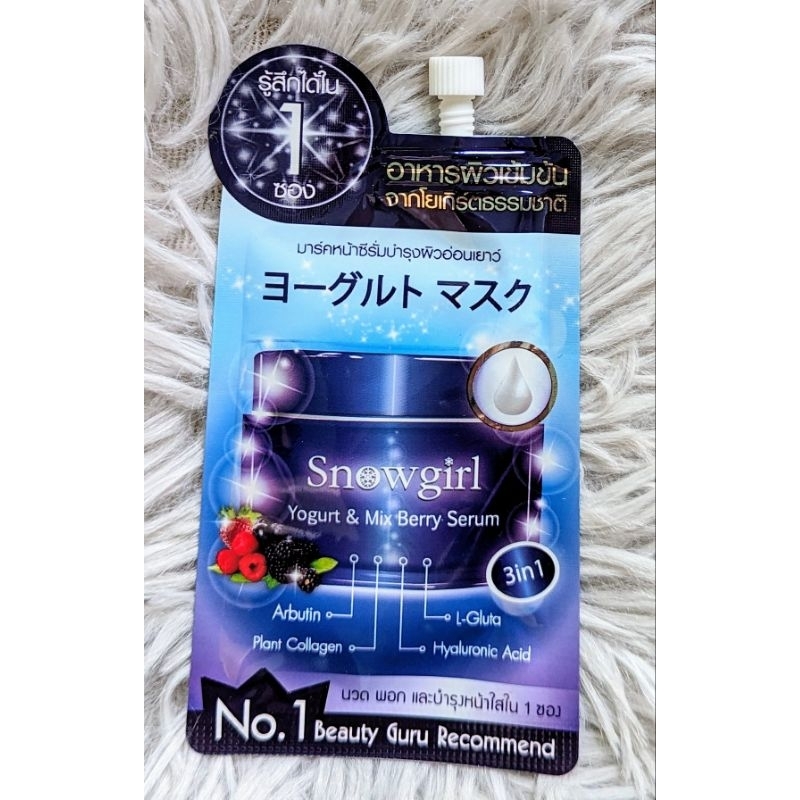 รู้สึกได้ใน
1
ซอง
อาหารผิวเข้มข้น
จากโยเกิร์ตธรรมชาติ
มาร์คหน้าซีรั่มบำรุงผิวอ่อนเยาว์
ヨーグルト マスク
Snowgirl
Yogurt & Mix Berry Serum
3in1
Arbutin
L-Gluta
Plant Collagen
Hyaluronic Acid
นวด พอก และบำรุงหน้าใสใน 1 ซอง
No.1 Beauty Guru Recommend